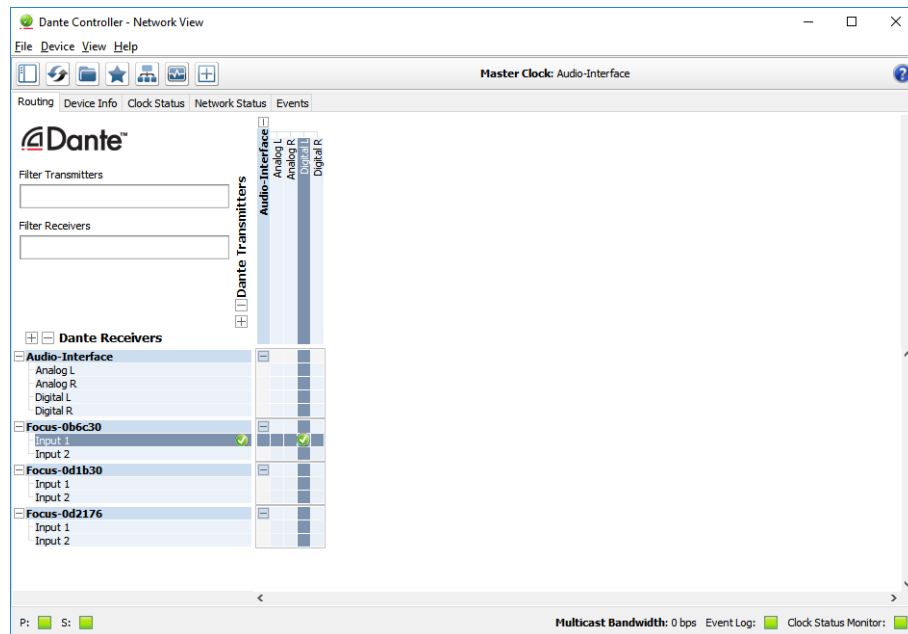 Dante Controller - Network View
File Device View Help
Master Clock: Audio-Interface
Routing Device Info Clock Status Network Status Events
Dante™
Filter Transmitters
Filter Receivers
Dante Transmitters
Audio-Interface
Analog L
Analog R
Digital L
Digital R
Dante Receivers
Audio-Interface
Analog L
Analog R
Digital L
Digital R
Focus-0b6c30
Input 1
Input 2
Focus-0d1b30
Input 1
Input 2
Focus-0d2176
Input 1
Input 2
P: S: Multicast Bandwidth: 0 bps Event Log: Clock Status Monitor: